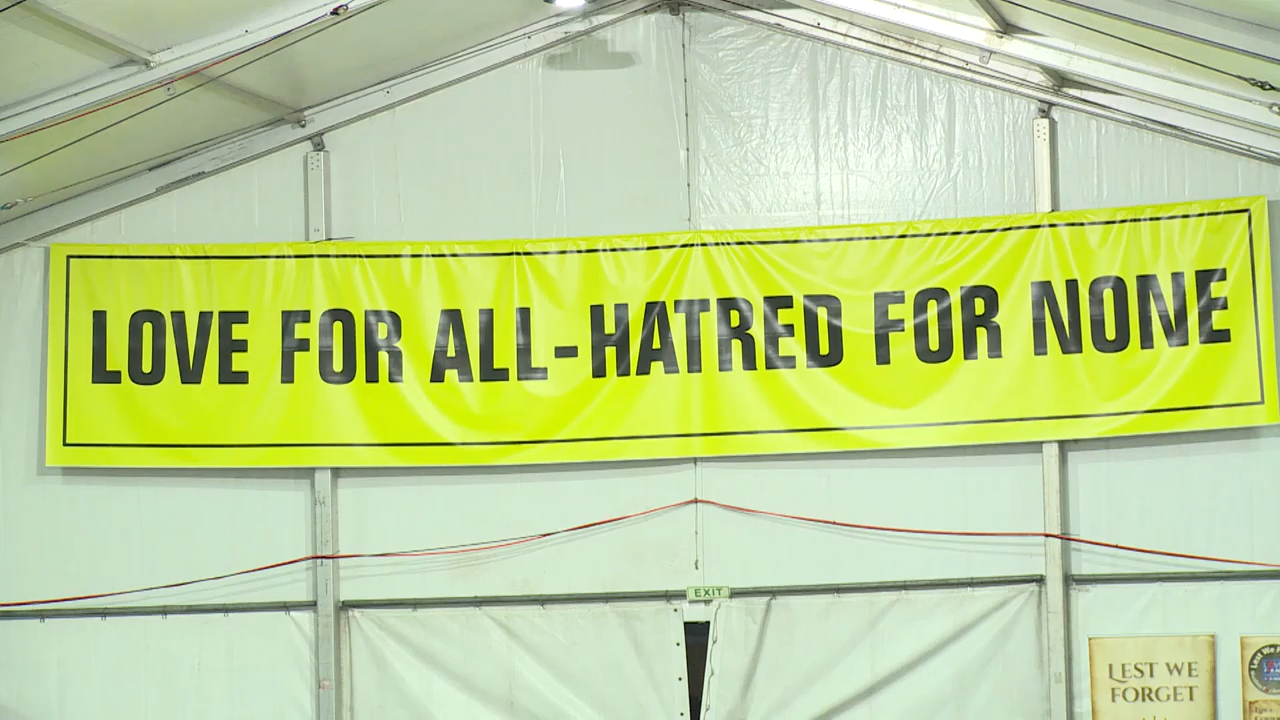 LOVE FOR ALL-HATRED FOR NONE
EXIT
LEST WE
FORGET